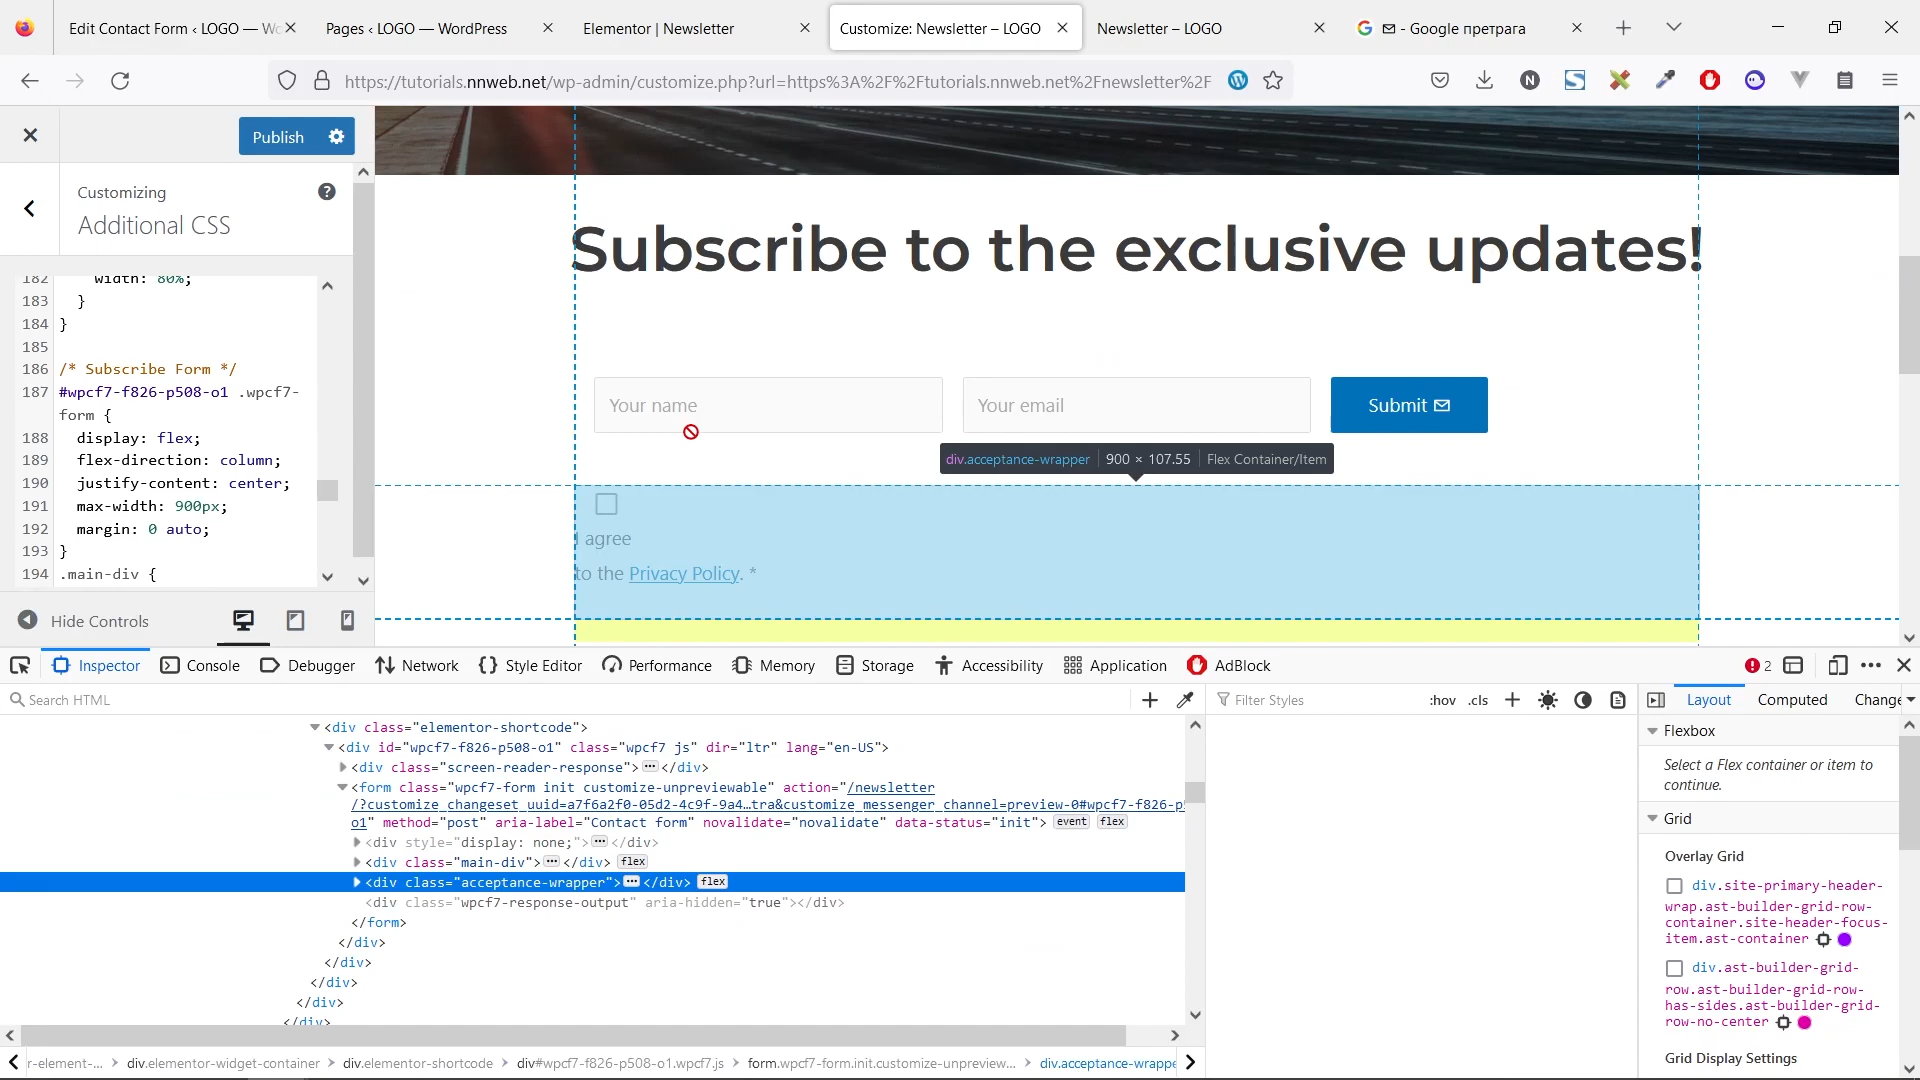 Edit Contact Form ‹ LOGO — Wo
Pages ‹ LOGO — WordPress
Elementor | Newsletter
Customize: Newsletter – LOGO
Newsletter – LOGO
- Google претрага
https://tutorials.nnweb.net/wp-admin/customize.php?url=https%3A%2F%2Ftutorials.nnweb.net%2Fnewsletter%2F
Publish
Customizing
Additional CSS
182 width: 80%;
183 }
184 }
185
186 /* Subscribe Form */
187 #wpcf7-f826-p508-o1 .wpcf7-
form {
188 display: flex;
189 flex-direction: column;
190 justify-content: center;
191 max-width: 900px;
192 margin: 0 auto;
193 }
194 .main-div {
Hide Controls
Subscribe to the exclusive updates!
Your name
Your email
Submit
div.acceptance-wrapper
900 × 107.55
Flex Container/Item
I agree
to the Privacy Policy. *
Inspector
Console
Debugger
Network
Style Editor
Performance
Memory
Storage
Accessibility
Application
AdBlock
2
Search HTML
Filter Styles
:hov
.cls
Layout
Computed
Change
<div class="elementor-shortcode">
<div id="wpcf7-f826-p508-o1" class="wpcf7 js" dir="ltr" lang="en-US">
<div class="screen-reader-response"> ••• </div>
<form class="wpcf7-form init customize-unpreviewable" action="/newsletter
/?customize_changeset_uuid=a7f6a2f0-05d2-4c9f-9a4…tra&customize_messenger_channel=preview-0#wpcf7-f826-p5
o1" method="post" aria-label="Contact form" novalidate="novalidate" data-status="init"> event flex
<div style="display: none;"> ••• </div>
<div class="main-div"> ••• </div> flex
<div class="acceptance-wrapper"> ••• </div> flex
<div class="wpcf7-response-output" aria-hidden="true"></div>
</form>
</div>
</div>
</div>
</div>
</div>
Flexbox
Select a Flex container or item to
continue.
Grid
Overlay Grid
div.site-primary-header-
wrap.ast-builder-grid-row-
container.site-header-focus-
item.ast-container
div.ast-builder-grid-
row.ast-builder-grid-row-
has-sides.ast-builder-grid-
row-no-center
Grid Display Settings
r-element-...
div.elementor-widget-container
div.elementor-shortcode
div#wpcf7-f826-p508-o1.wpcf7.js
form.wpcf7-form.init.customize-unpreview...
div.acceptance-wrappe